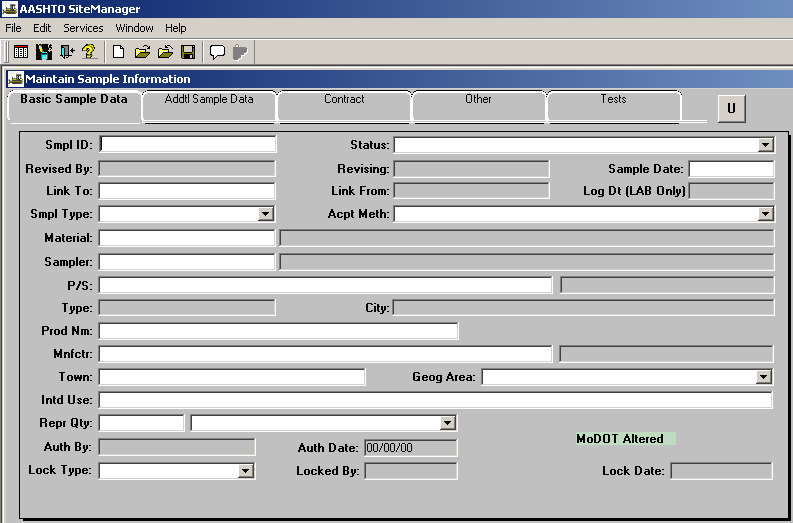 AASHTO SiteManager
File Edit Services Window Help
Maintain Sample Information
Basic Sample Data Addtl Sample Data Contract Other Tests U
Smpl ID: Status:
Revised By: Revising: Sample Date:
Link To: Link From: Log Dt (LAB Only)
Smpl Type: Acpt Meth:
Material:
Sampler:
P/S:
Type: City:
Prod Nm:
Mnfctr:
Town: Geog Area:
Intd Use:
Repr Qty:
MoDOT Altered
Auth By: Auth Date: 00/00/00
Lock Type: Locked By: Lock Date: